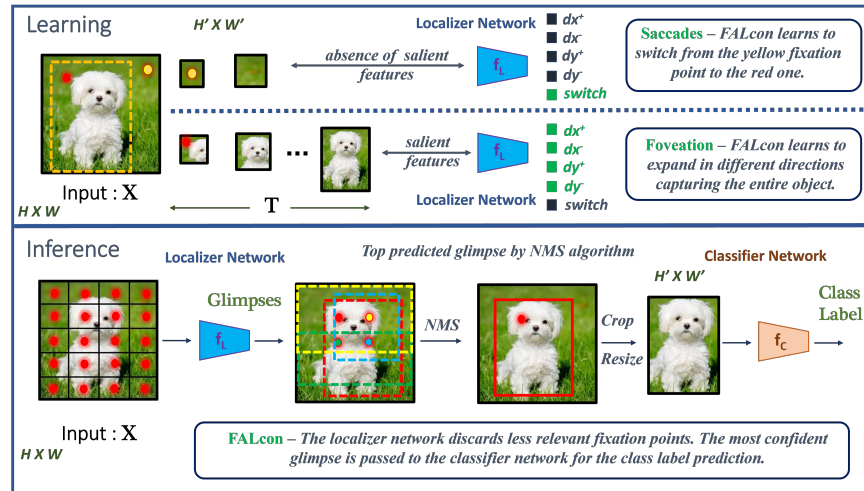 Learning
H' X W'
Localizer Network
absence of salient
features
f_L
dx⁺
dx⁻
dy⁺
dy⁻
switch
Saccades – FALcon learns to
switch from the yellow fixation
point to the red one.
salient
features
f_L
Localizer Network
dx⁺
dx⁻
dy⁺
dy⁻
switch
Foveation – FALcon learns to
expand in different directions
capturing the entire object.
Input : X
H X W
T
Inference
Localizer Network
Top predicted glimpse by NMS algorithm
Classifier Network
H' X W'
Glimpses
f_L
NMS
Crop
Resize
f_C
Class
Label
Input : X
H X W
FALcon – The localizer network discards less relevant fixation points. The most confident
glimpse is passed to the classifier network for the class label prediction.